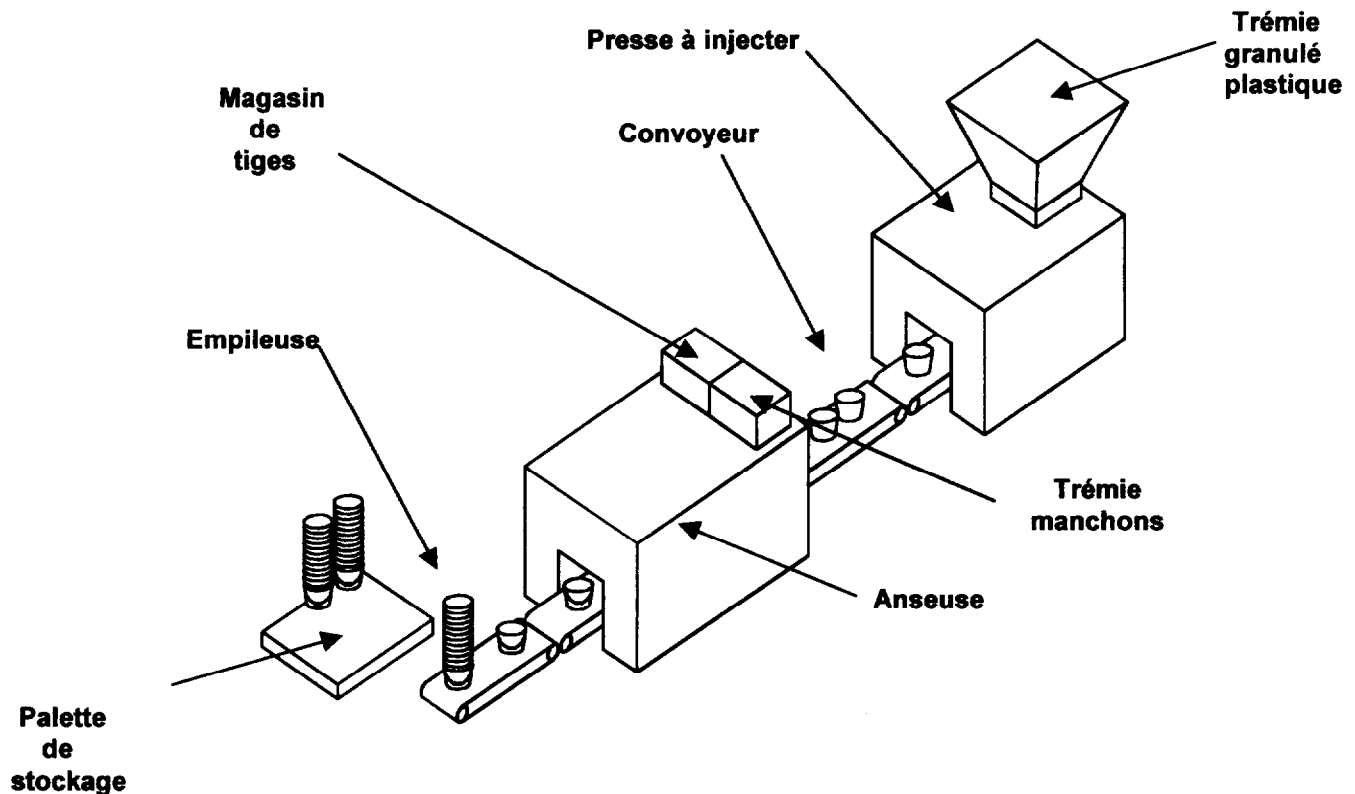 Trémie
granulé
plastique
Presse à injecter
Magasin
de
tiges
Convoyeur
Empileuse
Trémie
manchons
Anseuse
Palette
de
stockage